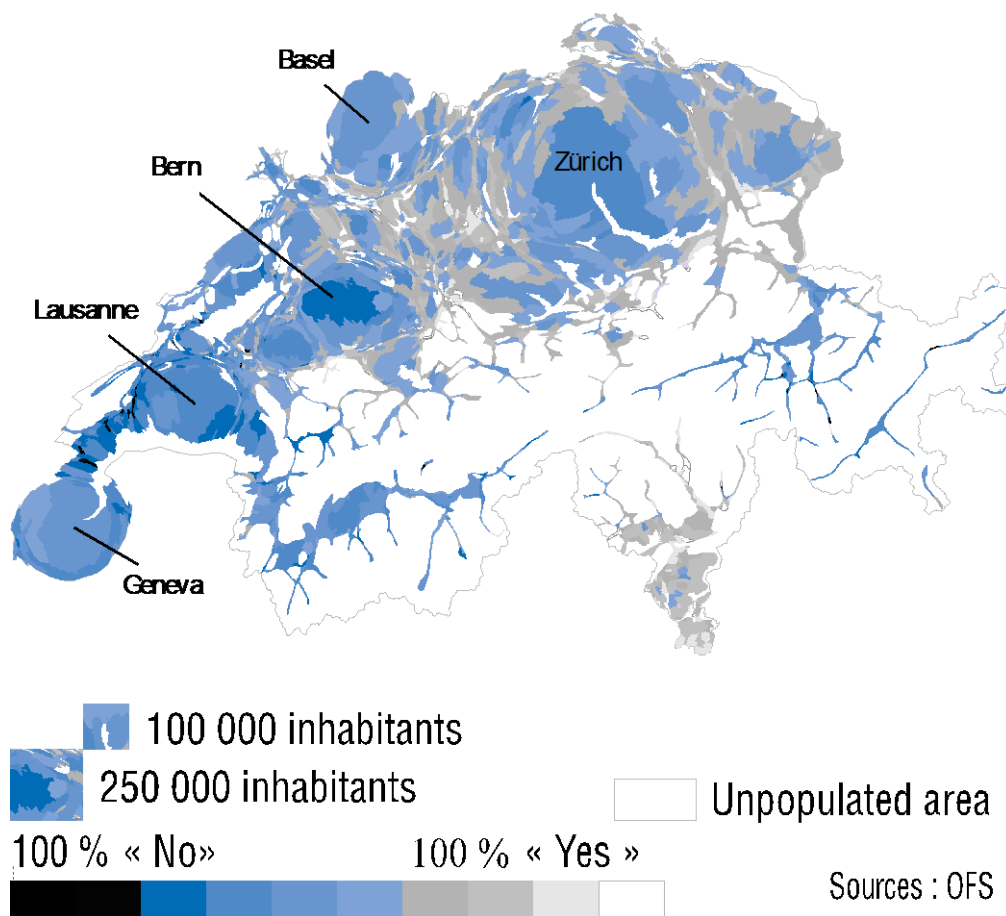 Basel
Bern
Zürich
Lausanne
Geneva
100 000 inhabitants
250 000 inhabitants
Unpopulated area
100 % « No»
100 % « Yes »
Sources : OFS